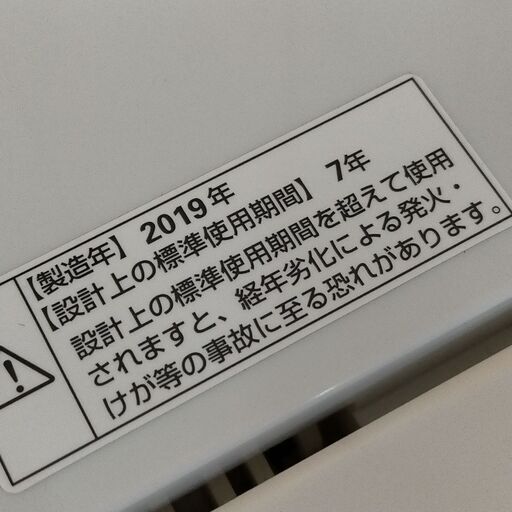 【製造年】 2019年
【設計上の標準使用期間】 7年
設計上の標準使用期間を超えて使用
されますと、経年劣化による発火・
けが等の事故に至る恐れがあります。